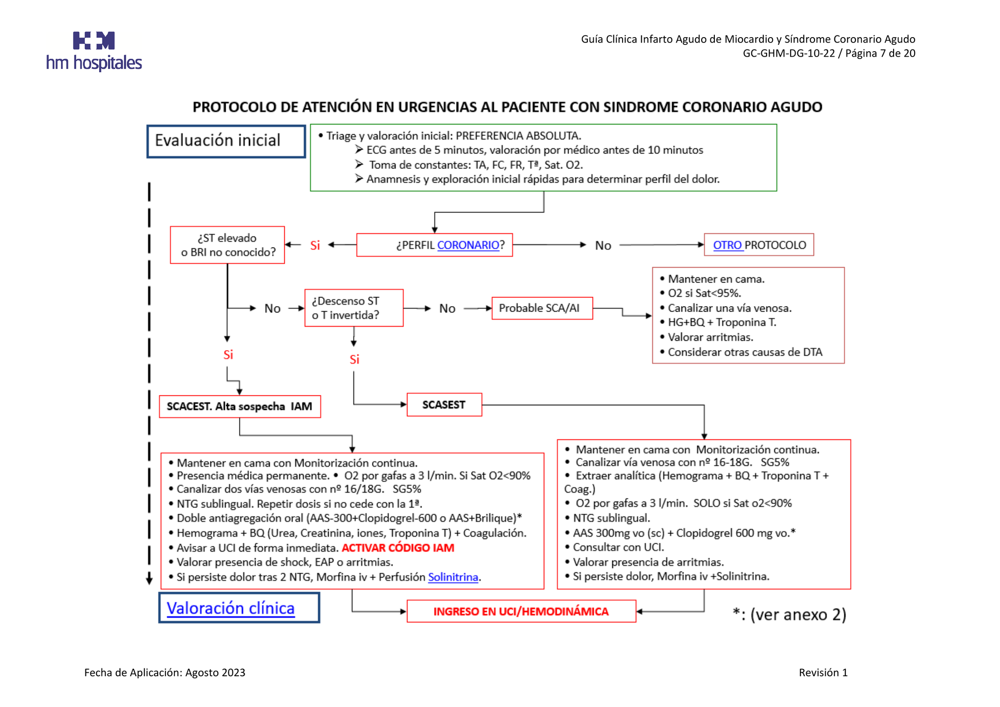 hm hospitales
Guía Clínica Infarto Agudo de Miocardio y Síndrome Coronario Agudo
GC-GHM-DG-10-22 / Página 7 de 20
PROTOCOLO DE ATENCIÓN EN URGENCIAS AL PACIENTE CON SINDROME CORONARIO AGUDO
Evaluación inicial
• Triage y valoración inicial: PREFERENCIA ABSOLUTA.
➢ ECG antes de 5 minutos, valoración por médico antes de 10 minutos
➢ Toma de constantes: TA, FC, FR, Tª, Sat. O2.
➢ Anamnesis y exploración inicial rápidas para determinar perfil del dolor.
¿ST elevado
o BRI no conocido?
Si
¿PERFIL CORONARIO?
No
OTRO PROTOCOLO
No
¿Descenso ST
o T invertida?
No
Probable SCA/AI
• Mantener en cama.
• O2 si Sat<95%.
• Canalizar una vía venosa.
• HG+BQ + Troponina T.
• Valorar arritmias.
• Considerar otras causas de DTA
Si
Si
SCACEST. Alta sospecha IAM
SCASEST
• Mantener en cama con Monitorización continua.
• Presencia médica permanente. • O2 por gafas a 3 l/min. Si Sat O2<90%
• Canalizar dos vías venosas con nº 16/18G. SG5%
• NTG sublingual. Repetir dosis si no cede con la 1ª.
• Doble antiagregación oral (AAS-300+Clopidogrel-600 o AAS+Brilique)*
• Hemograma + BQ (Urea, Creatinina, iones, Troponina T) + Coagulación.
• Avisar a UCI de forma inmediata. ACTIVAR CÓDIGO IAM
• Valorar presencia de shock, EAP o arritmias.
• Si persiste dolor tras 2 NTG, Morfina iv + Perfusión Solinitrina.
• Mantener en cama con Monitorización continua.
• Canalizar vía venosa con nº 16-18G. SG5%
• Extraer analítica (Hemograma + BQ + Troponina T +
Coag.)
• O2 por gafas a 3 l/min. SOLO si Sat o2<90%
• NTG sublingual.
• AAS 300mg vo (sc) + Clopidogrel 600 mg vo.*
• Consultar con UCI.
• Valorar presencia de arritmias.
• Si persiste dolor, Morfina iv +Solinitrina.
Valoración clínica
INGRESO EN UCI/HEMODINÁMICA
*: (ver anexo 2)
Fecha de Aplicación: Agosto 2023
Revisión 1